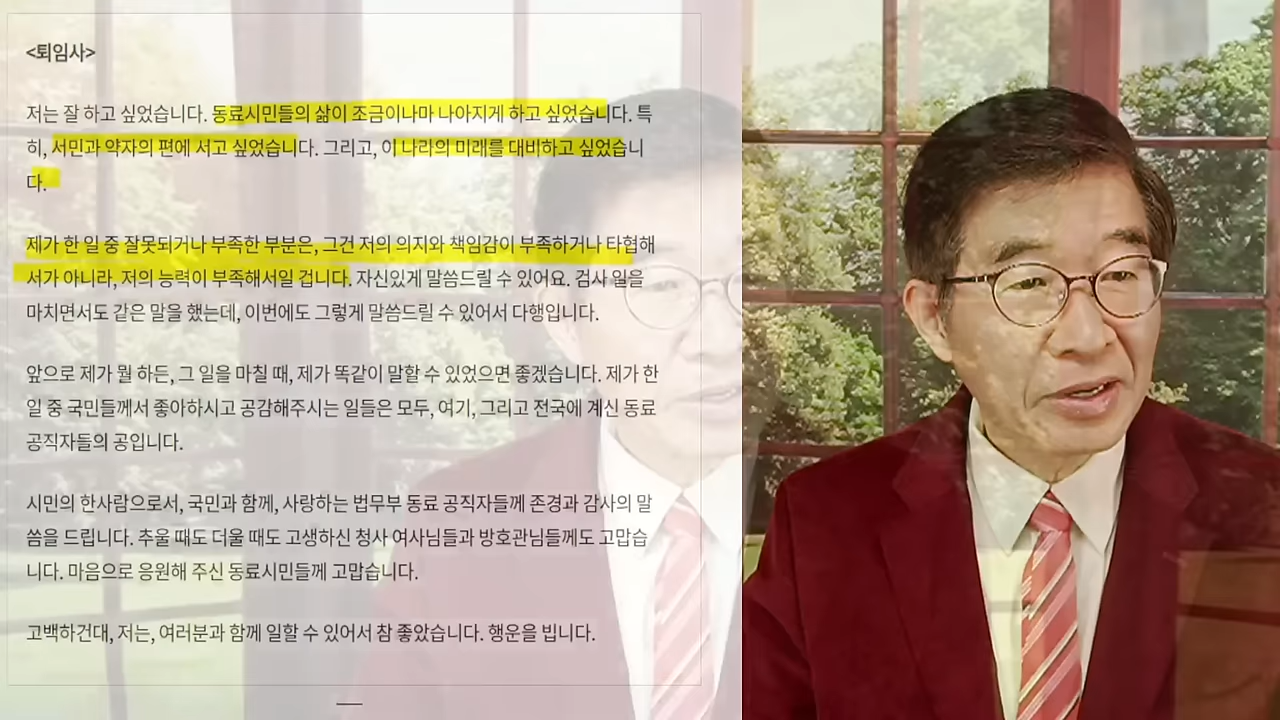 <퇴임사>
저는 잘 하고 싶었습니다. 동료시민들의 삶이 조금이나마 나아지게 하고 싶었습니다. 특
히, 서민과 약자의 편에 서고 싶었습니다. 그리고, 이 나라의 미래를 대비하고 싶었습니
다.
제가 한 일 중 잘못되거나 부족한 부분은, 그건 저의 의지와 책임감이 부족하거나 타협해
서가 아니라, 저의 능력이 부족해서일 겁니다. 자신있게 말씀드릴 수 있어요. 검사 일을
마치면서도 같은 말을 했는데, 이번에도 그렇게 말씀드릴 수 있어서 다행입니다.
앞으로 제가 뭘 하든, 그 일을 마칠 때, 제가 똑같이 말할 수 있었으면 좋겠습니다. 제가 한
일 중 국민들께서 좋아하시고 공감해주시는 일들은 모두, 여기, 그리고 전국에 계신 동료
공직자들의 공입니다.
시민의 한사람으로서, 국민과 함께, 사랑하는 법무부 동료 공직자들께 존경과 감사의 말
씀을 드립니다. 추울 때도 더울 때도 고생하신 청사 여사님들과 방호관님들께도 고맙습
니다. 마음으로 응원해 주신 동료시민들께 고맙습니다.
고백하건대, 저는, 여러분과 함께 일할 수 있어서 참 좋았습니다. 행운을 빕니다.